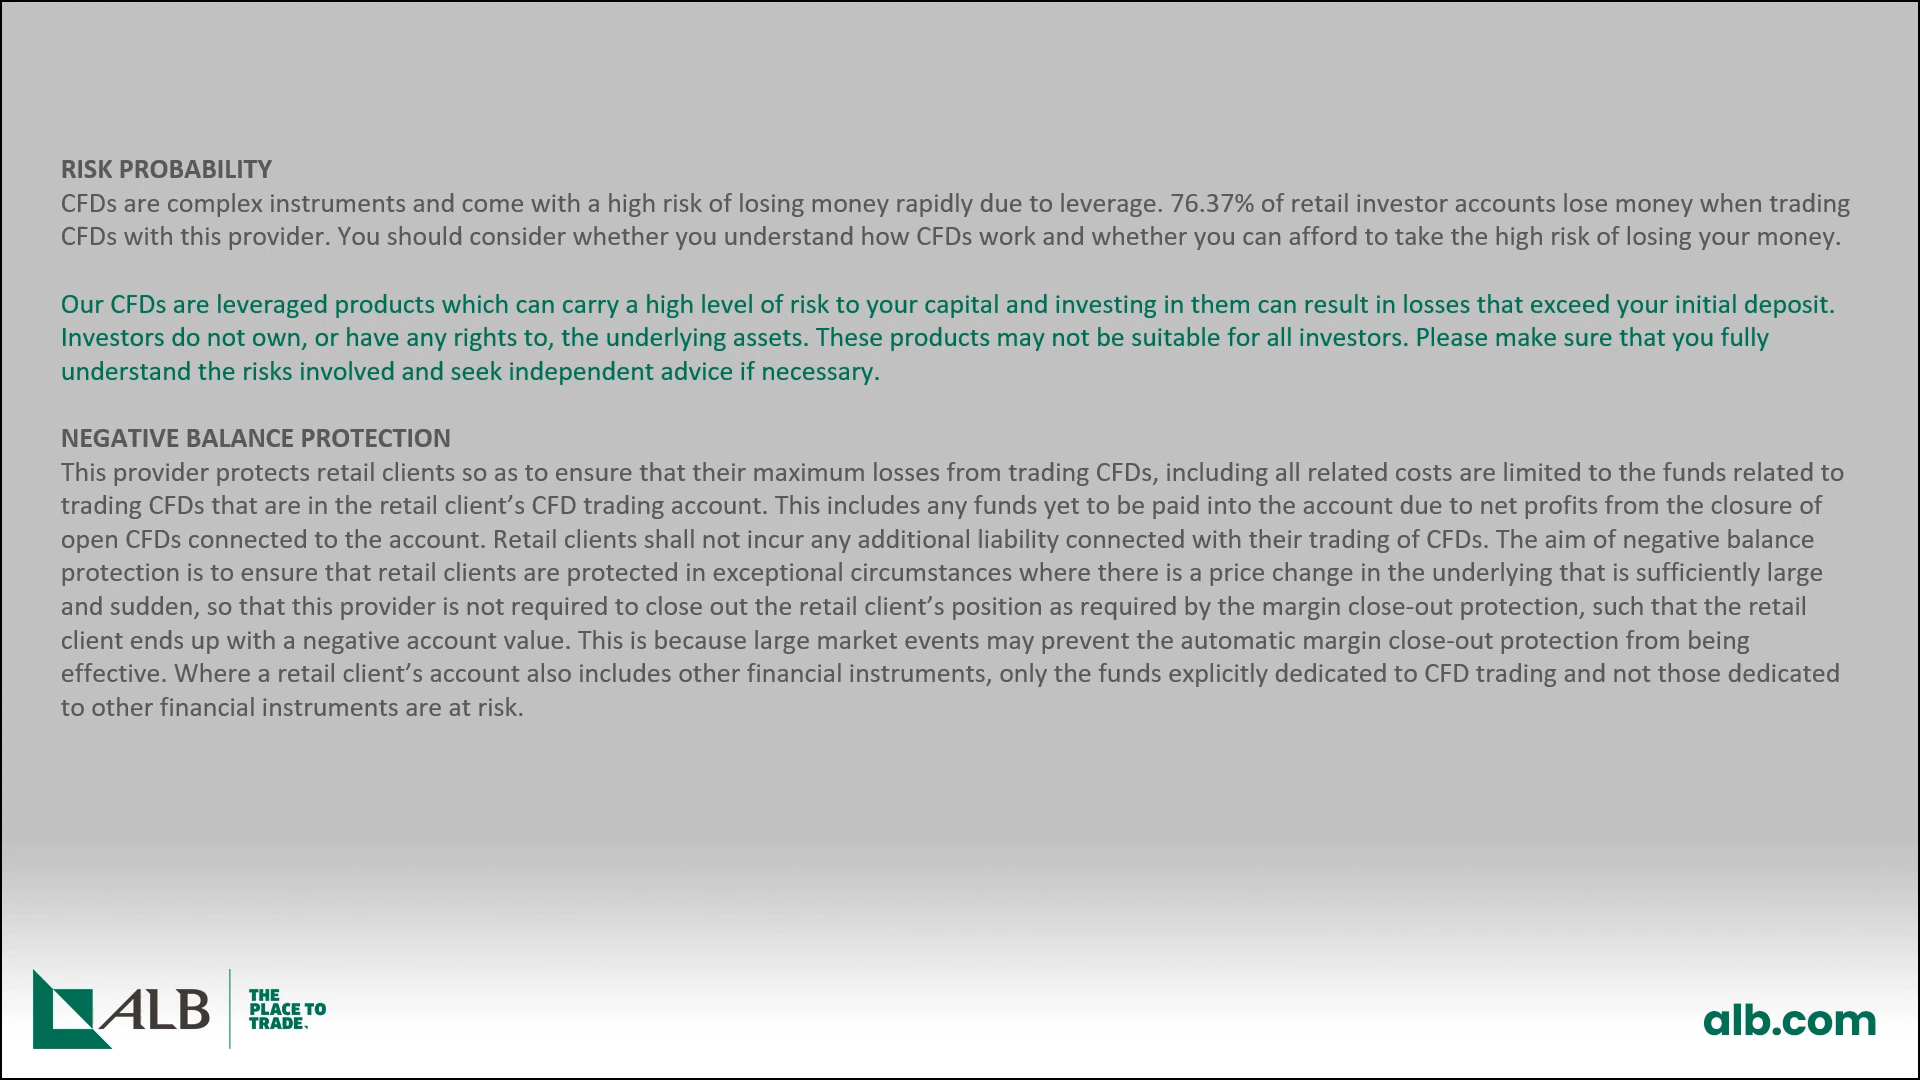 RISK PROBABILITY
CFDs are complex instruments and come with a high risk of losing money rapidly due to leverage. 76.37% of retail investor accounts lose money when trading
CFDs with this provider. You should consider whether you understand how CFDs work and whether you can afford to take the high risk of losing your money.
Our CFDs are leveraged products which can carry a high level of risk to your capital and investing in them can result in losses that exceed your initial deposit.
Investors do not own, or have any rights to, the underlying assets. These products may not be suitable for all investors. Please make sure that you fully
understand the risks involved and seek independent advice if necessary.
NEGATIVE BALANCE PROTECTION
This provider protects retail clients so as to ensure that their maximum losses from trading CFDs, including all related costs are limited to the funds related to
trading CFDs that are in the retail client’s CFD trading account. This includes any funds yet to be paid into the account due to net profits from the closure of
open CFDs connected to the account. Retail clients shall not incur any additional liability connected with their trading of CFDs. The aim of negative balance
protection is to ensure that retail clients are protected in exceptional circumstances where there is a price change in the underlying that is sufficiently large
and sudden, so that this provider is not required to close out the retail client’s position as required by the margin close-out protection, such that the retail
client ends up with a negative account value. This is because large market events may prevent the automatic margin close-out protection from being
effective. Where a retail client’s account also includes other financial instruments, only the funds explicitly dedicated to CFD trading and not those dedicated
to other financial instruments are at risk.
ALB
THE
PLACE TO
TRADE.
alb.com